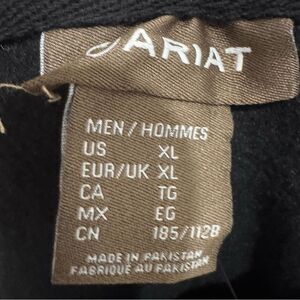 ARIAT
MEN / HOMMES
US XL
EUR/UK XL
CA TG
MX EG
CN 185/112B
MADE IN PAKISTAN
FABRIQUÉ AU PAKISTAN